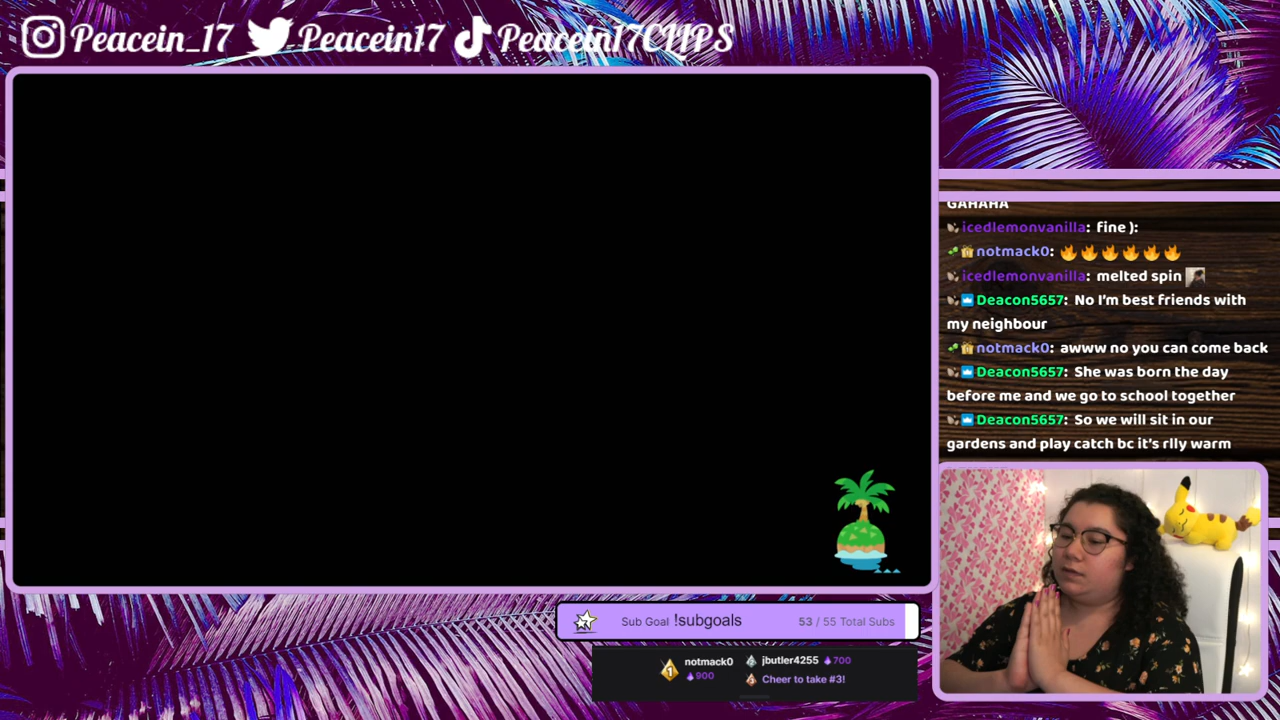 Peacein_17 Peacein17 Peacein17CLIPS
GAHAHA
icedlemonvanilla: fine ):
notmack0: 🔥🔥🔥🔥🔥🔥
icedlemonvanilla: melted spin
Deacon5657: No I'm best friends with
my neighbour
notmack0: awww no you can come back
Deacon5657: She was born the day
before me and we go to school together
Deacon5657: So we will sit in our
gardens and play catch bc it's rlly warm
Sub Goal !subgoals 53 / 55 Total Subs
1 notmack0 900
2 jbutler4255 700
3 Cheer to take #3!